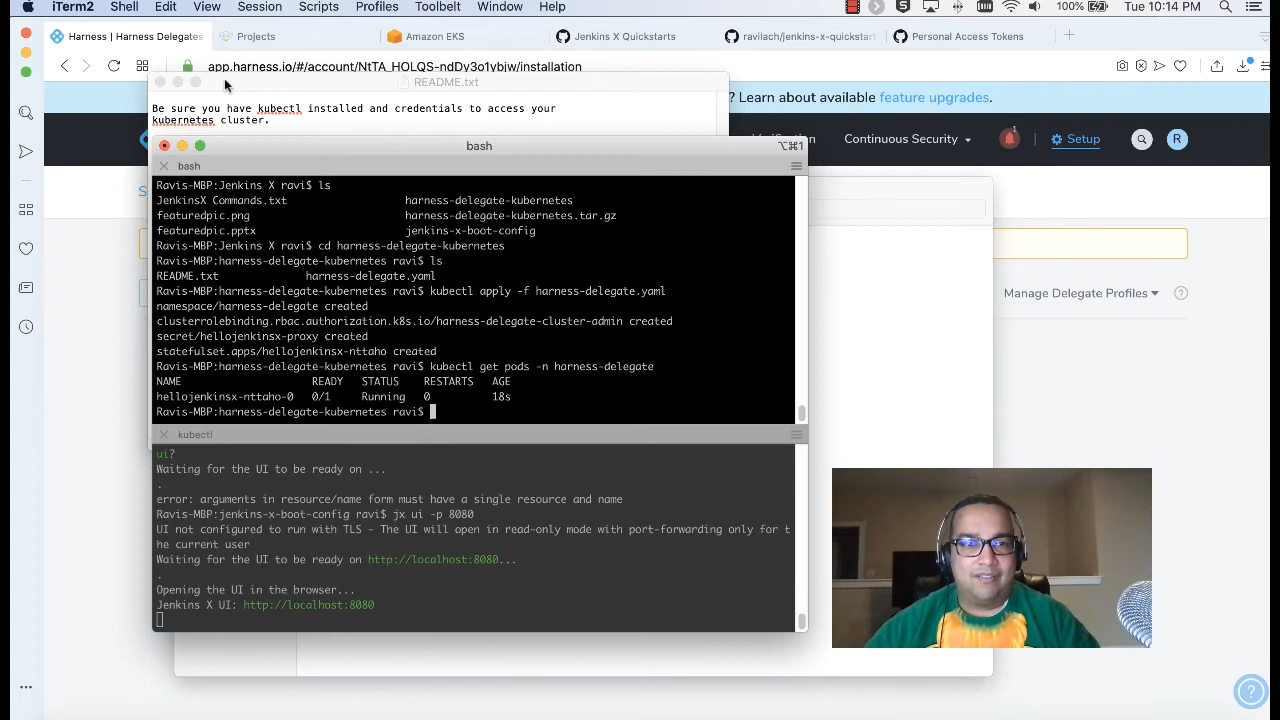 iTerm2 Shell Edit View Session Scripts Profiles Toolbelt Window Help 100% Tue 10:14 PM
Harness | Harness Delegates Projects Amazon EKS Jenkins X Quickstarts ravilach/jenkins-x-quickstart Personal Access Tokens
app.harness.io/#/account/NtTA_HOLQS-ndDy3o1ybjw/installation
README.txt
? Learn about available feature updates.
Be sure you have kubectl installed and credentials to access your
kubernetes cluster.
Continuous Security 1 Setup R
bash ⌥⌘1
bash
Ravis-MBP:Jenkins X ravi$ ls
JenkinsX Commands.txt harness-delegate-kubernetes
featuredpic.png harness-delegate-kubernetes.tar.gz
featuredpic.pptx jenkins-x-boot-config
Ravis-MBP:Jenkins X ravi$ cd harness-delegate-kubernetes
Ravis-MBP:harness-delegate-kubernetes ravi$ ls
README.txt harness-delegate.yaml
Ravis-MBP:harness-delegate-kubernetes ravi$ kubectl apply -f harness-delegate.yaml
namespace/harness-delegate created
clusterrolebinding.rbac.authorization.k8s.io/harness-delegate-cluster-admin created
secret/hellojenkinsx-proxy created
statefulset.apps/hellojenkinsx-nttaho created
Ravis-MBP:harness-delegate-kubernetes ravi$ kubectl get pods -n harness-delegate
NAME READY STATUS RESTARTS AGE
hellojenkinsx-nttaho-0 0/1 Running 0 18s
Ravis-MBP:harness-delegate-kubernetes ravi$
Manage Delegate Profiles ?
kubectl
ui?
Waiting for the UI to be ready on ...
.
error: arguments in resource/name form must have a single resource and name
Ravis-MBP:jenkins-x-boot-config ravi$ jx ui -p 8080
UI not configured to run with TLS - The UI will open in read-only mode with port-forwarding only for t
he current user
Waiting for the UI to be ready on http://localhost:8080...
.
Opening the UI in the browser...
Jenkins X UI: http://localhost:8080
?